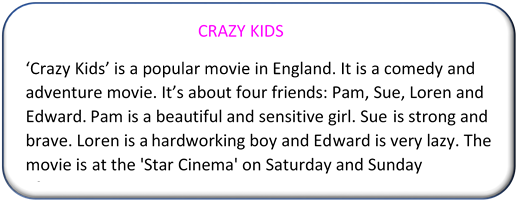 CRAZY KIDS
‘Crazy Kids’ is a popular movie in England. It is a comedy and
adventure movie. It’s about four friends: Pam, Sue, Loren and
Edward. Pam is a beautiful and sensitive girl. Sue is strong and
brave. Loren is a hardworking boy and Edward is very lazy. The
movie is at the 'Star Cinema' on Saturday and Sunday